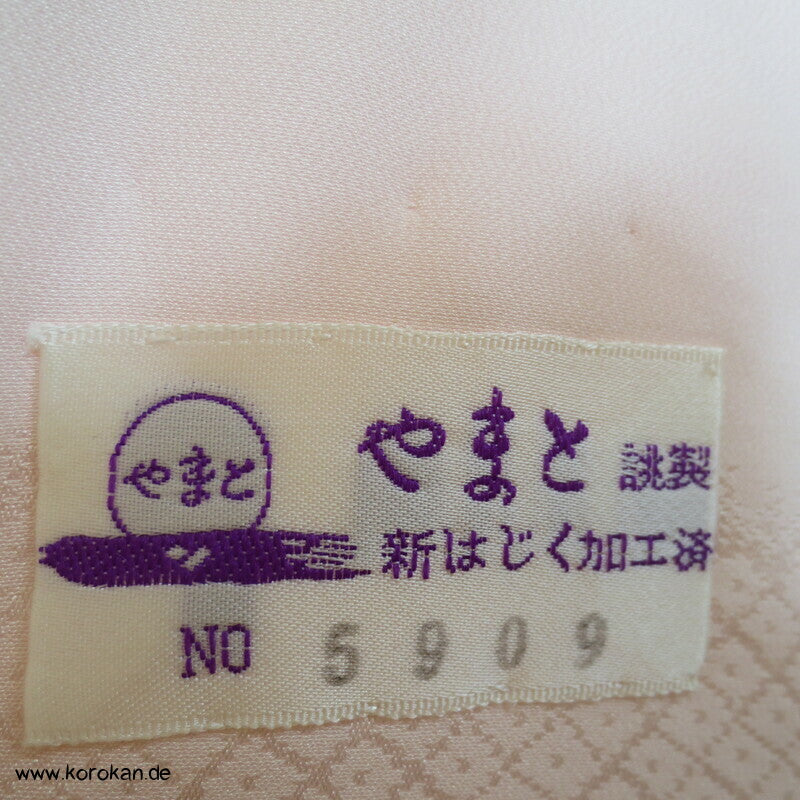 やまと
やまと 誂製
新はじく加工済
NO 5909
www.korokan.de